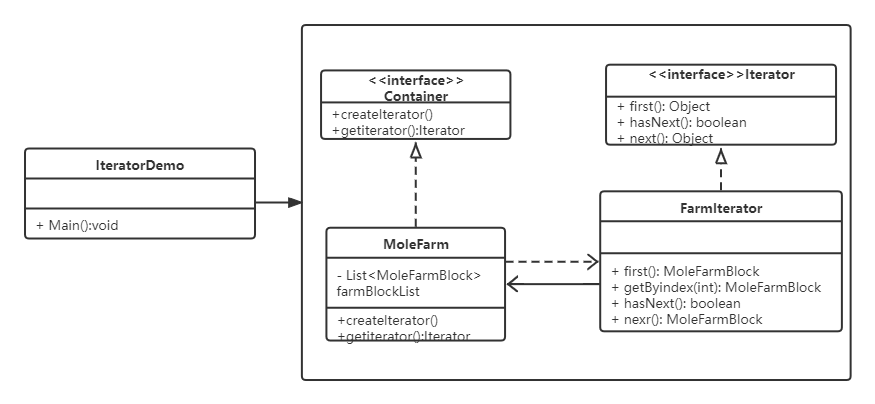 <<interface>>
Container
+createIterator()
+getiterator():Iterator
<<interface>>Iterator
+ first(): Object
+ hasNext(): boolean
+ next(): Object
IteratorDemo
+ Main():void
MoleFarm
- List<MoleFarmBlock>
farmBlockList
+createIterator()
+getiterator():Iterator
FarmIterator
+ first(): MoleFarmBlock
+ getByindex(int): MoleFarmBlock
+ hasNext(): boolean
+ nexr(): MoleFarmBlock